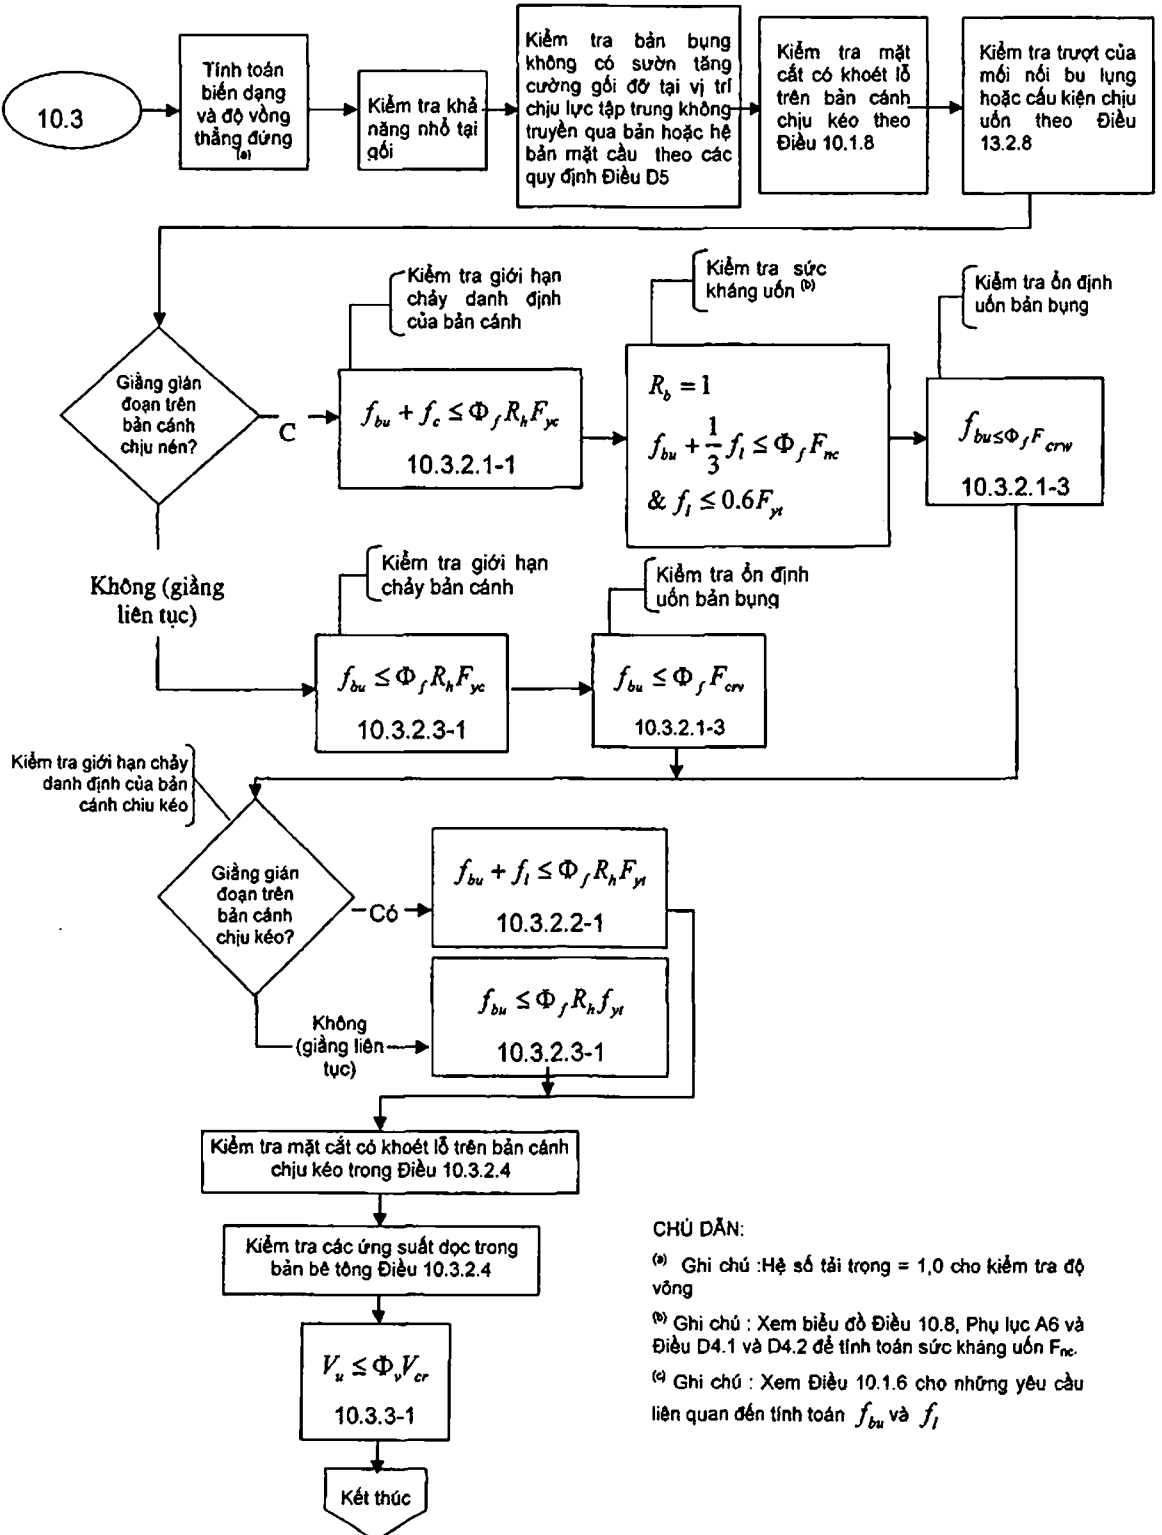 10.3
Tính toán
biến dạng
và độ vồng
thẳng đứng
(a)
Kiểm tra khả
năng nhổ tại
gối
Kiểm tra bản bụng
không có sườn tăng
cường gối đỡ tại vị trí
chịu lực tập trung không
truyền qua bản hoặc hệ
bản mặt cầu theo các
quy định Điều D5
Kiểm tra mặt
cắt có khoét lỗ
trên bản cánh
chịu kéo theo
Điều 10.1.8
Kiểm tra trượt của
mối nối bu lụng
hoặc cấu kiện chịu
uốn theo Điều
13.2.8
Giằng gián
đoạn trên
bản cánh
chịu nén?
C
Kiểm tra giới hạn
chảy danh định
của bản cánh
f_bu + f_c ≤ Φ_f R_h F_yc
10.3.2.1-1
Kiểm tra sức
kháng uốn (b)
R_b = 1
f_bu + 1/3 f_l ≤ Φ_f F_nc
& f_l ≤ 0.6F_yt
Kiểm tra ổn định
uốn bản bụng
f_bu ≤ Φ_f F_crw
10.3.2.1-3
Không (giằng
liên tục)
Kiểm tra giới hạn
chảy bản cánh
f_bu ≤ Φ_f R_h F_yc
10.3.2.3-1
Kiểm tra ổn định
uốn bản bụng
f_bu ≤ Φ_f F_crw
10.3.2.1-3
Kiểm tra giới hạn chảy
danh định của bản
cánh chiu kéo
Giằng gián
đoạn trên
bản cánh
chịu kéo?
Có
f_bu + f_l ≤ Φ_f R_h F_yt
10.3.2.2-1
Không
(giằng liên
tục)
f_bu ≤ Φ_f R_h f_yt
10.3.2.3-1
Kiểm tra mặt cắt có khoét lỗ trên bản cánh
chịu kéo trong Điều 10.3.2.4
Kiểm tra các ứng suất dọc trong
bản bê tông Điều 10.3.2.4
V_u ≤ Φ_v V_cr
10.3.3-1
Kết thúc
CHỦ DẪN:
(a) Ghi chú :Hệ số tải trọng = 1,0 cho kiểm tra độ
võng
(b) Ghi chú : Xem biểu đồ Điều 10.8, Phụ lục A6 và
Điều D4.1 và D4.2 để tính toán sức kháng uốn F_nc.
(c) Ghi chú : Xem Điều 10.1.6 cho những yêu cầu
liên quan đến tính toán f_bu và f_l